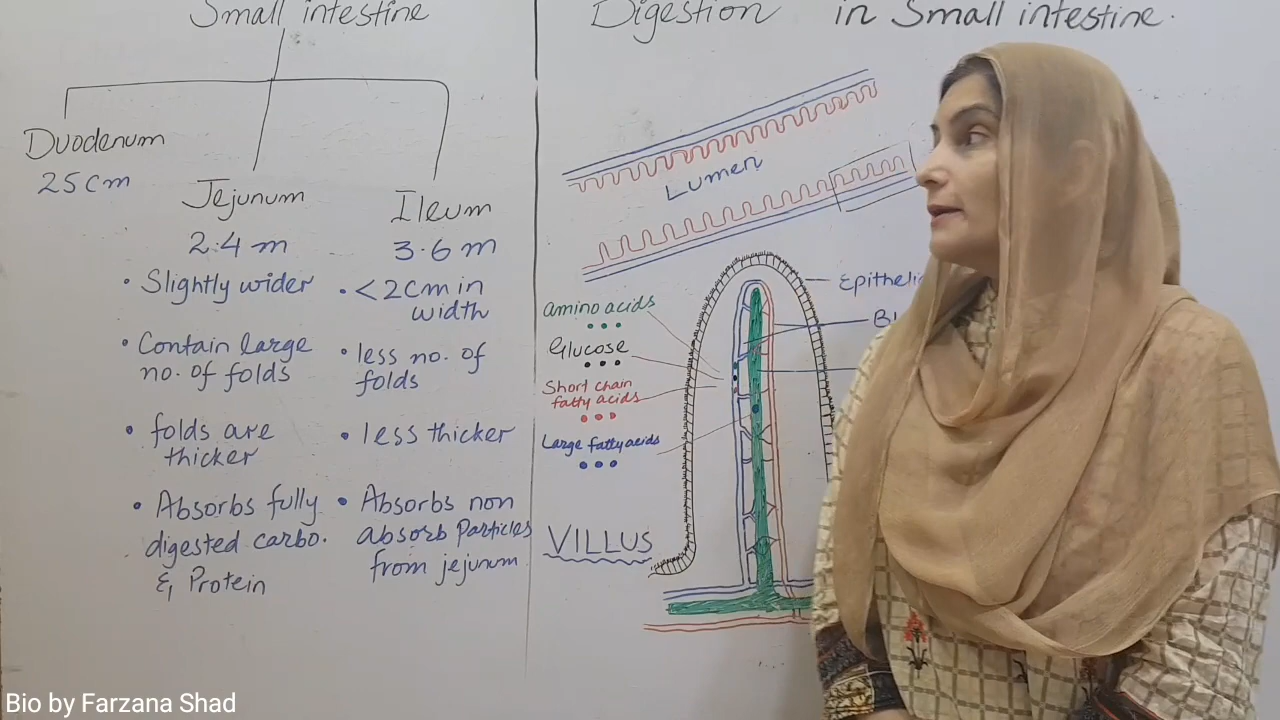 Small intestine
Duodenum
25cm
Jejunum
2.4 m
• Slightly wider
• Contain large
no. of folds
• folds are
thicker
• Absorbs fully
digested carbo.
& Protein
Ileum
3.6 m
• < 2cm in
width
• less no. of
folds
• less thicker
• Absorbs non
absorb Particles
from jejunum
Digestion in Small intestine.
Lumen
Epitheli
Bl
amino acids
Glucose
Short chain
fatty acids
Large fatty acids
VILLUS
Bio by Farzana Shad